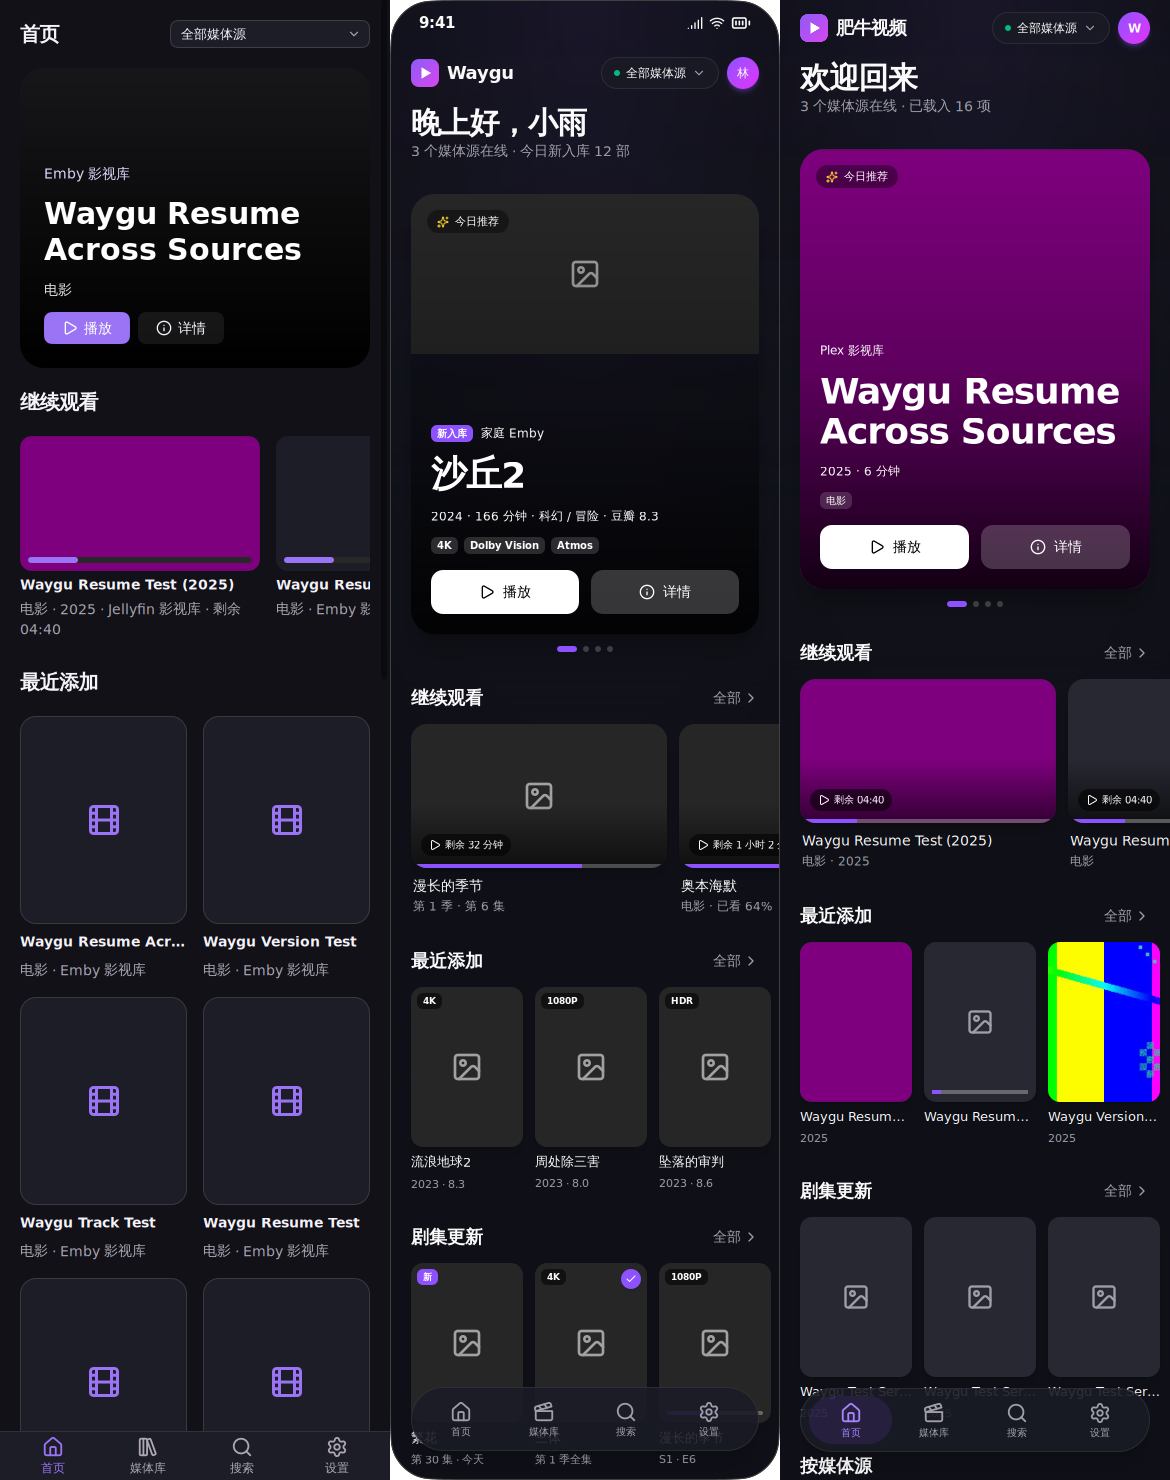 首页
全部媒体源
Emby 影视库
Waygu Resume
Across Sources
电影
播放
详情
继续观看
Waygu Resume Test (2025)
电影 · 2025 · Jellyfin 影视库 · 剩余
04:40
Waygu Resu
电影 · Emby 影
最近添加
Waygu Resume Acr...
电影 · Emby 影视库
Waygu Version Test
电影 · Emby 影视库
Waygu Track Test
电影 · Emby 影视库
Waygu Resume Test
电影 · Emby 影视库
首页
媒体库
搜索
设置
9:41
Waygu
全部媒体源
林
晚上好，小雨
3 个媒体源在线 · 今日新入库 12 部
今日推荐
新入库
家庭 Emby
沙丘2
2024 · 166 分钟 · 科幻 / 冒险 · 豆瓣 8.3
4K
Dolby Vision
Atmos
播放
详情
继续观看
全部
剩余 32 分钟
漫长的季节
第 1 季 · 第 6 集
剩余 1 小时 2
奥本海默
电影 · 已看 64%
最近添加
全部
4K
流浪地球2
2023 · 8.3
1080P
周处除三害
2023 · 8.0
HDR
坠落的审判
2023 · 8.6
剧集更新
全部
新
4K
1080P
繁花
第 30 集 · 今天
三体
第 1 季全集
漫长的季节
S1 · E6
首页
媒体库
搜索
设置
肥牛视频
全部媒体源
W
欢迎回来
3 个媒体源在线 · 已载入 16 项
今日推荐
Plex 影视库
Waygu Resume
Across Sources
2025 · 6 分钟
电影
播放
详情
继续观看
全部
剩余 04:40
Waygu Resume Test (2025)
电影 · 2025
剩余 04:40
Waygu Resum
电影
最近添加
全部
Waygu Resum...
2025
Waygu Resum...
Waygu Version...
2025
剧集更新
全部
Waygu Test Ser...
2025
Waygu Test Ser...
Waygu Test Ser...
首页
媒体库
搜索
设置
按媒体源